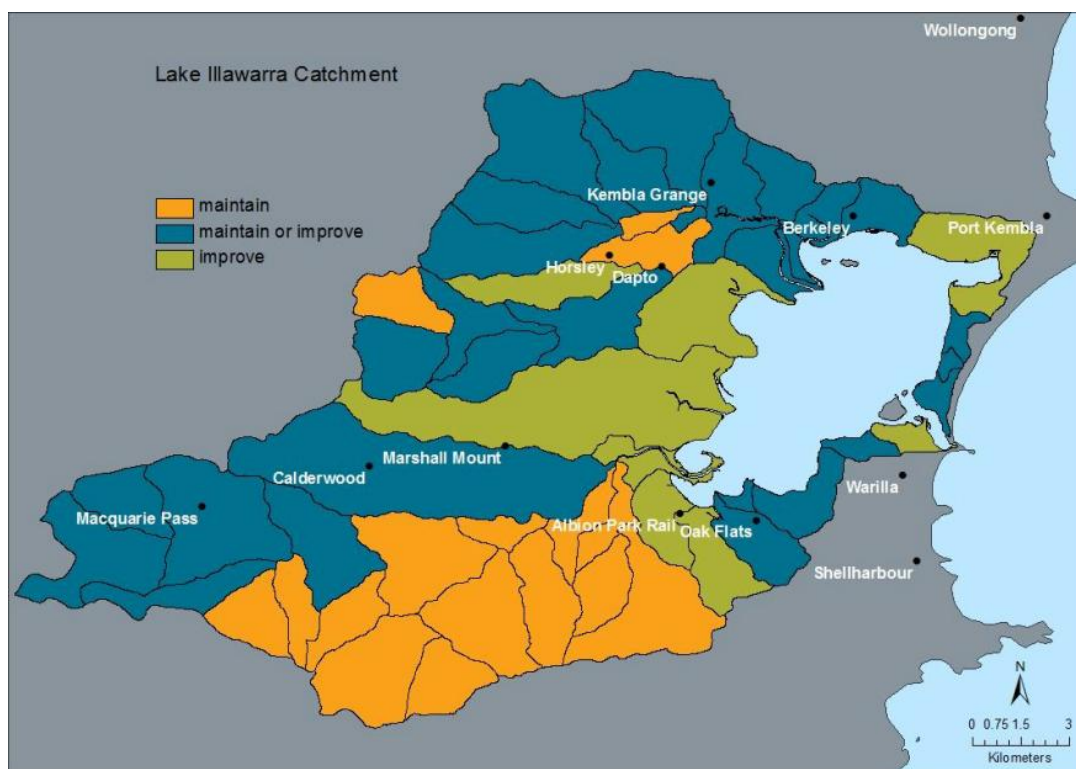 Wollongong
Lake Illawarra Catchment
maintain
maintain or improve
improve
Kembla Grange
Berkeley
Port Kembla
Horsley
Dapto
Marshall Mount
Calderwood
Macquarie Pass
Albion Park Rail
Oak Flats
Warilla
Shellharbour
N
0 0.75 1.5 3
Kilometers